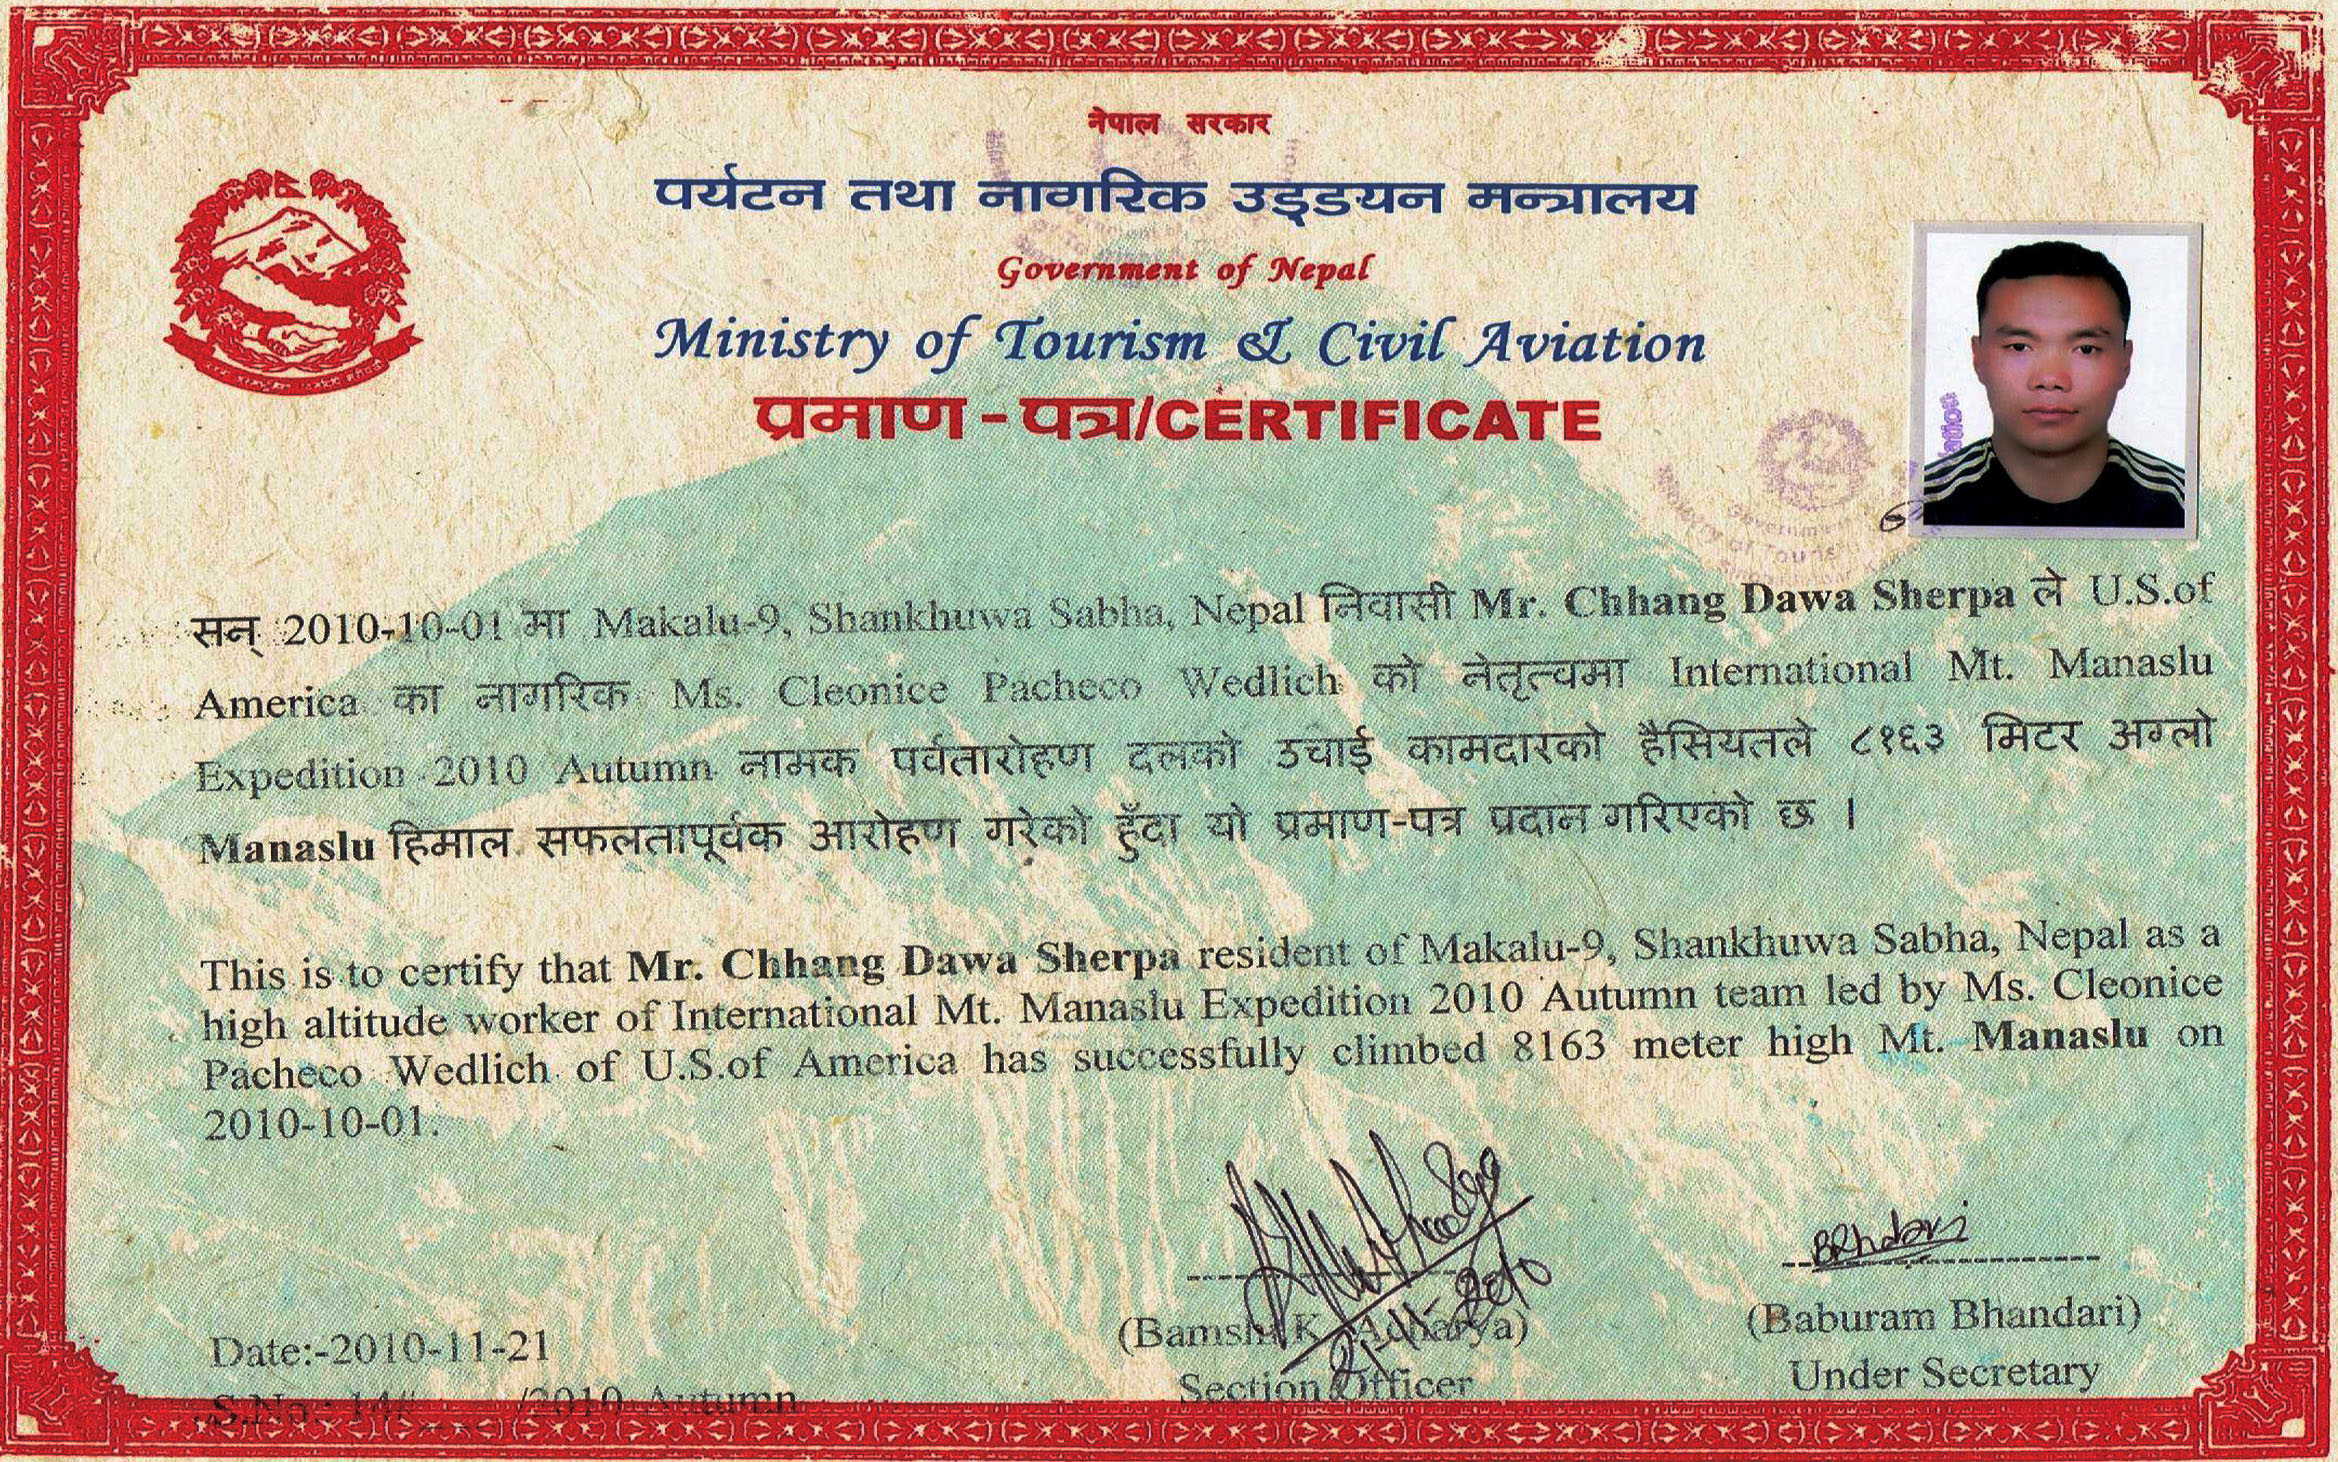 नेपाल सरकार
पर्यटन तथा नागरिक उड्डयन मन्त्रालय
Government of Nepal
Ministry of Tourism & Civil Aviation
प्रमाण - पत्र/CERTIFICATE
सन् 2010-10-01 मा Makalu-9, Shankhuwa Sabha, Nepal निवासी Mr. Chhang Dawa Sherpa ले U.S.of
America का नागरिक Ms. Cleonice Pacheco Wedlich को नेतृत्वमा International Mt. Manaslu
Expedition 2010 Autumn नामक पर्वतारोहण दलको उचाई कामदारको हैसियतले ८१६३ मिटर अग्लो
Manaslu हिमाल सफलतापूर्वक आरोहण गरेको हुँदा यो प्रमाण-पत्र प्रदान गरिएको छ ।
This is to certify that Mr. Chhang Dawa Sherpa resident of Makalu-9, Shankhuwa Sabha, Nepal as a
high altitude worker of International Mt. Manaslu Expedition 2010 Autumn team led by Ms. Cleonice
Pacheco Wedlich of U.S.of America has successfully climbed 8163 meter high Mt. Manaslu on
2010-10-01.
(Bamshi K. Acharya)
Section Officer
(Baburam Bhandari)
Under Secretary
Date:-2010-11-21
S.No.: 14# /2010 Autumn